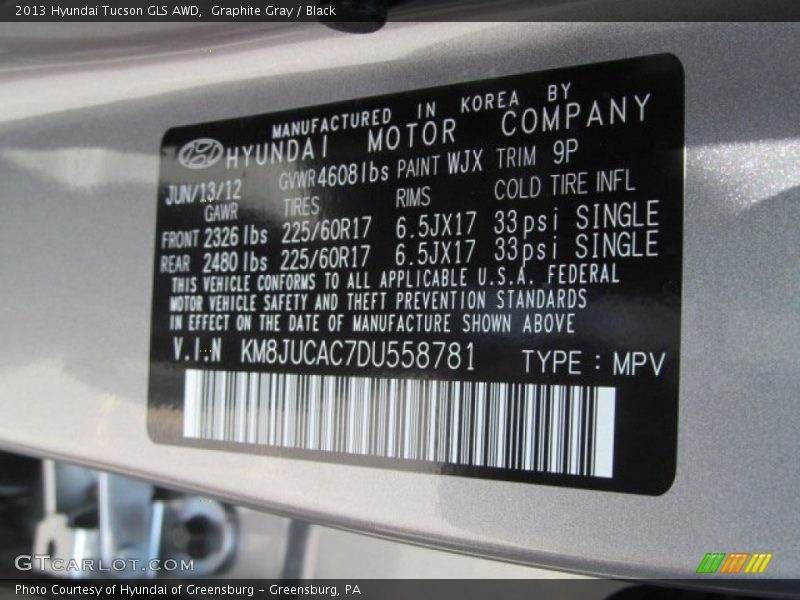 2013 Hyundai Tucson GLS AWD, Graphite Gray / Black
MANUFACTURED IN KOREA BY
HYUNDAI MOTOR COMPANY
JUN/13/12 GVWR 4608 lbs PAINT WJX TRIM 9P
GAWR TIRES RIMS COLD TIRE INFL
FRONT 2326 lbs 225/60R17 6.5JX17 33psi SINGLE
REAR 2480 lbs 225/60R17 6.5JX17 33psi SINGLE
THIS VEHICLE CONFORMS TO ALL APPLICABLE U.S.A. FEDERAL
MOTOR VEHICLE SAFETY AND THEFT PREVENTION STANDARDS
IN EFFECT ON THE DATE OF MANUFACTURE SHOWN ABOVE
V.I.N KM8JUCAC7DU558781 TYPE : MPV
GTCARLOT.COM
Photo Courtesy of Hyundai of Greensburg - Greensburg, PA